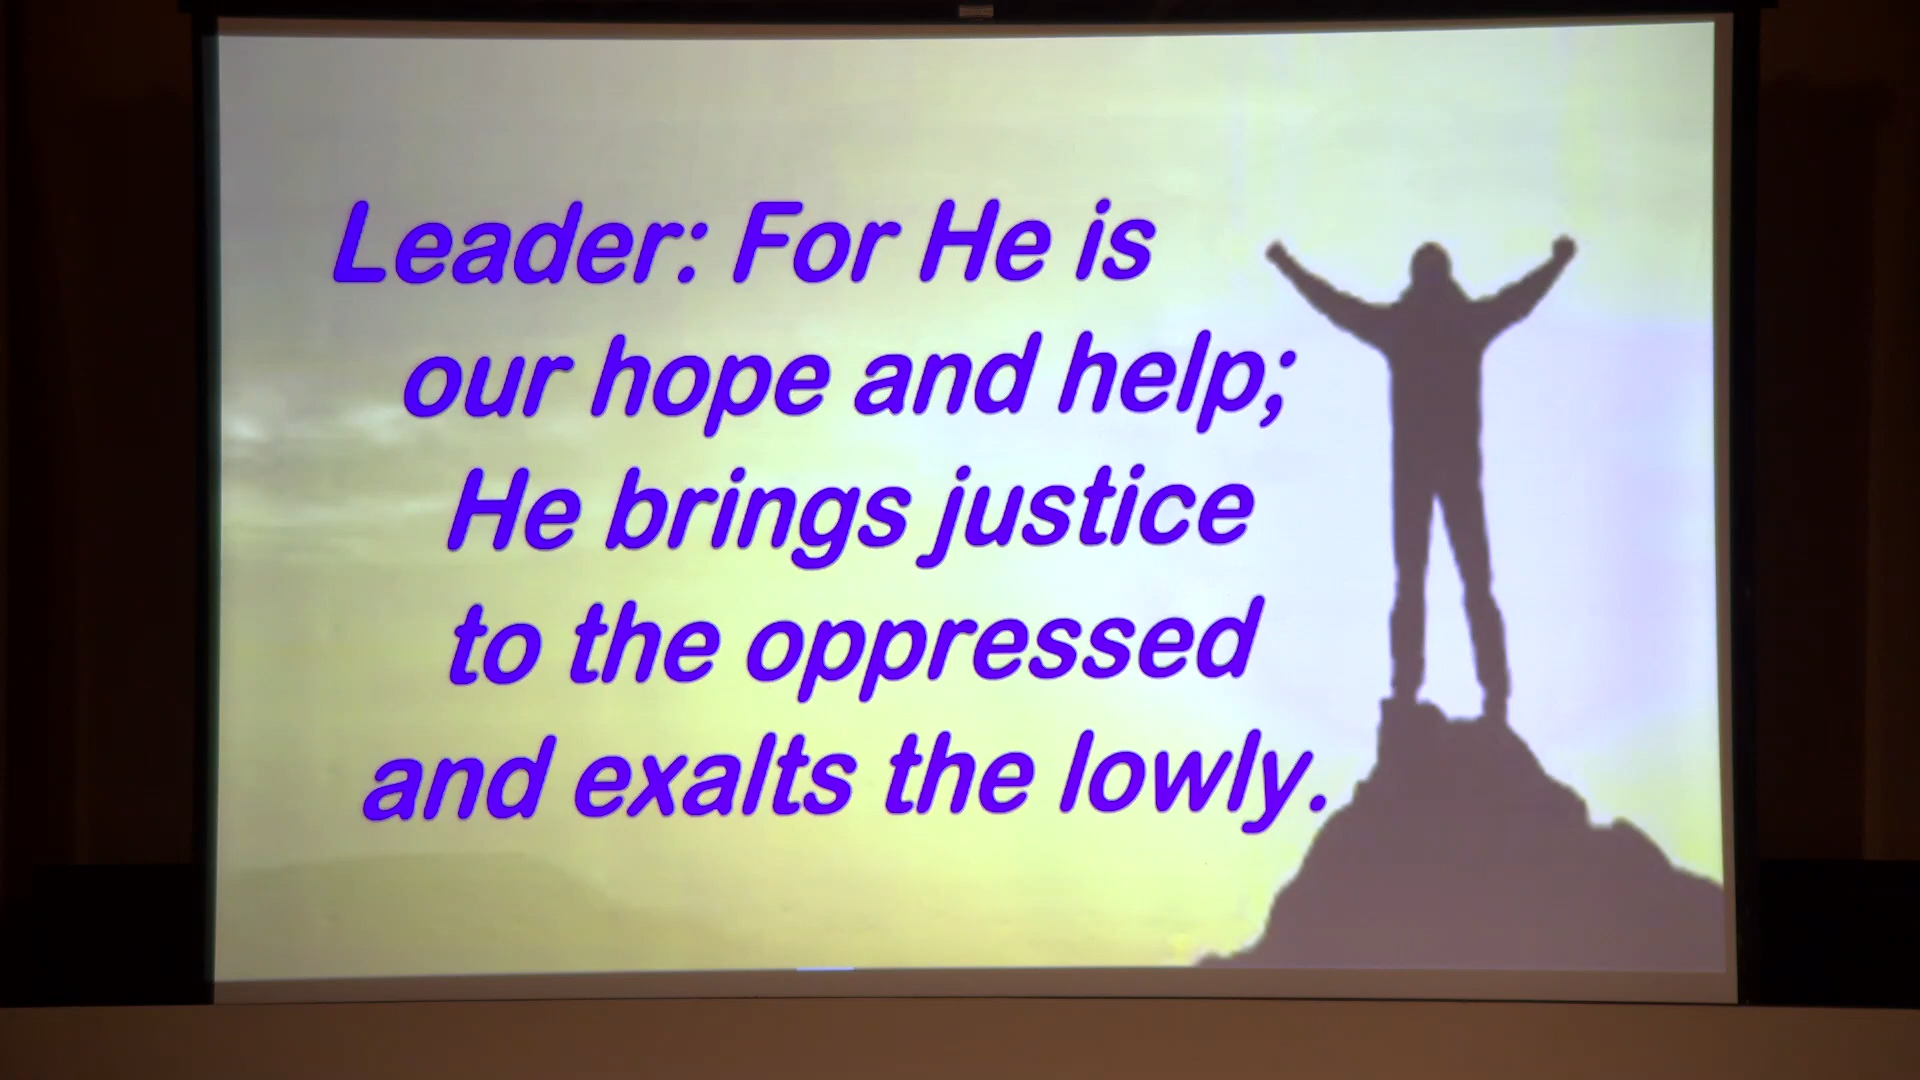 Leader: For He is
our hope and help;
He brings justice
to the oppressed
and exalts the lowly.